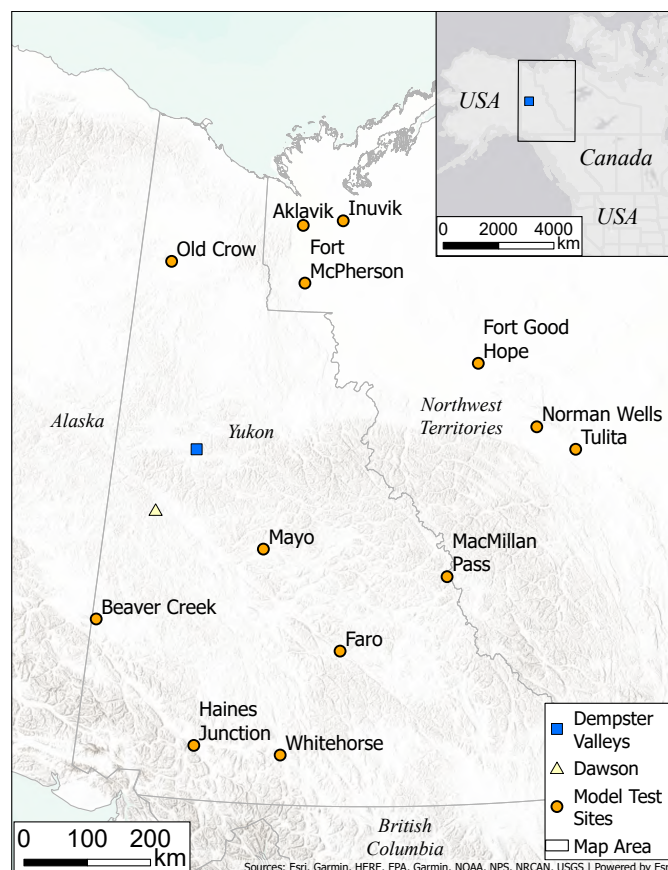 USA
Canada
USA
0 2000 4000
km
Aklavik
Inuvik
Old Crow
Fort
McPherson
Fort Good
Hope
Northwest
Territories
Norman Wells
Tulita
Alaska
Yukon
Mayo
MacMillan
Pass
Beaver Creek
Faro
Haines
Junction
Whitehorse
Dempster
Valleys
Dawson
Model Test
Sites
Map Area
British
Columbia
0 100 200
km
Sources: Esri, Garmin, HERE, EPA, Garmin, NOAA, NPS, NRCAN, USGS | Powered by Esri